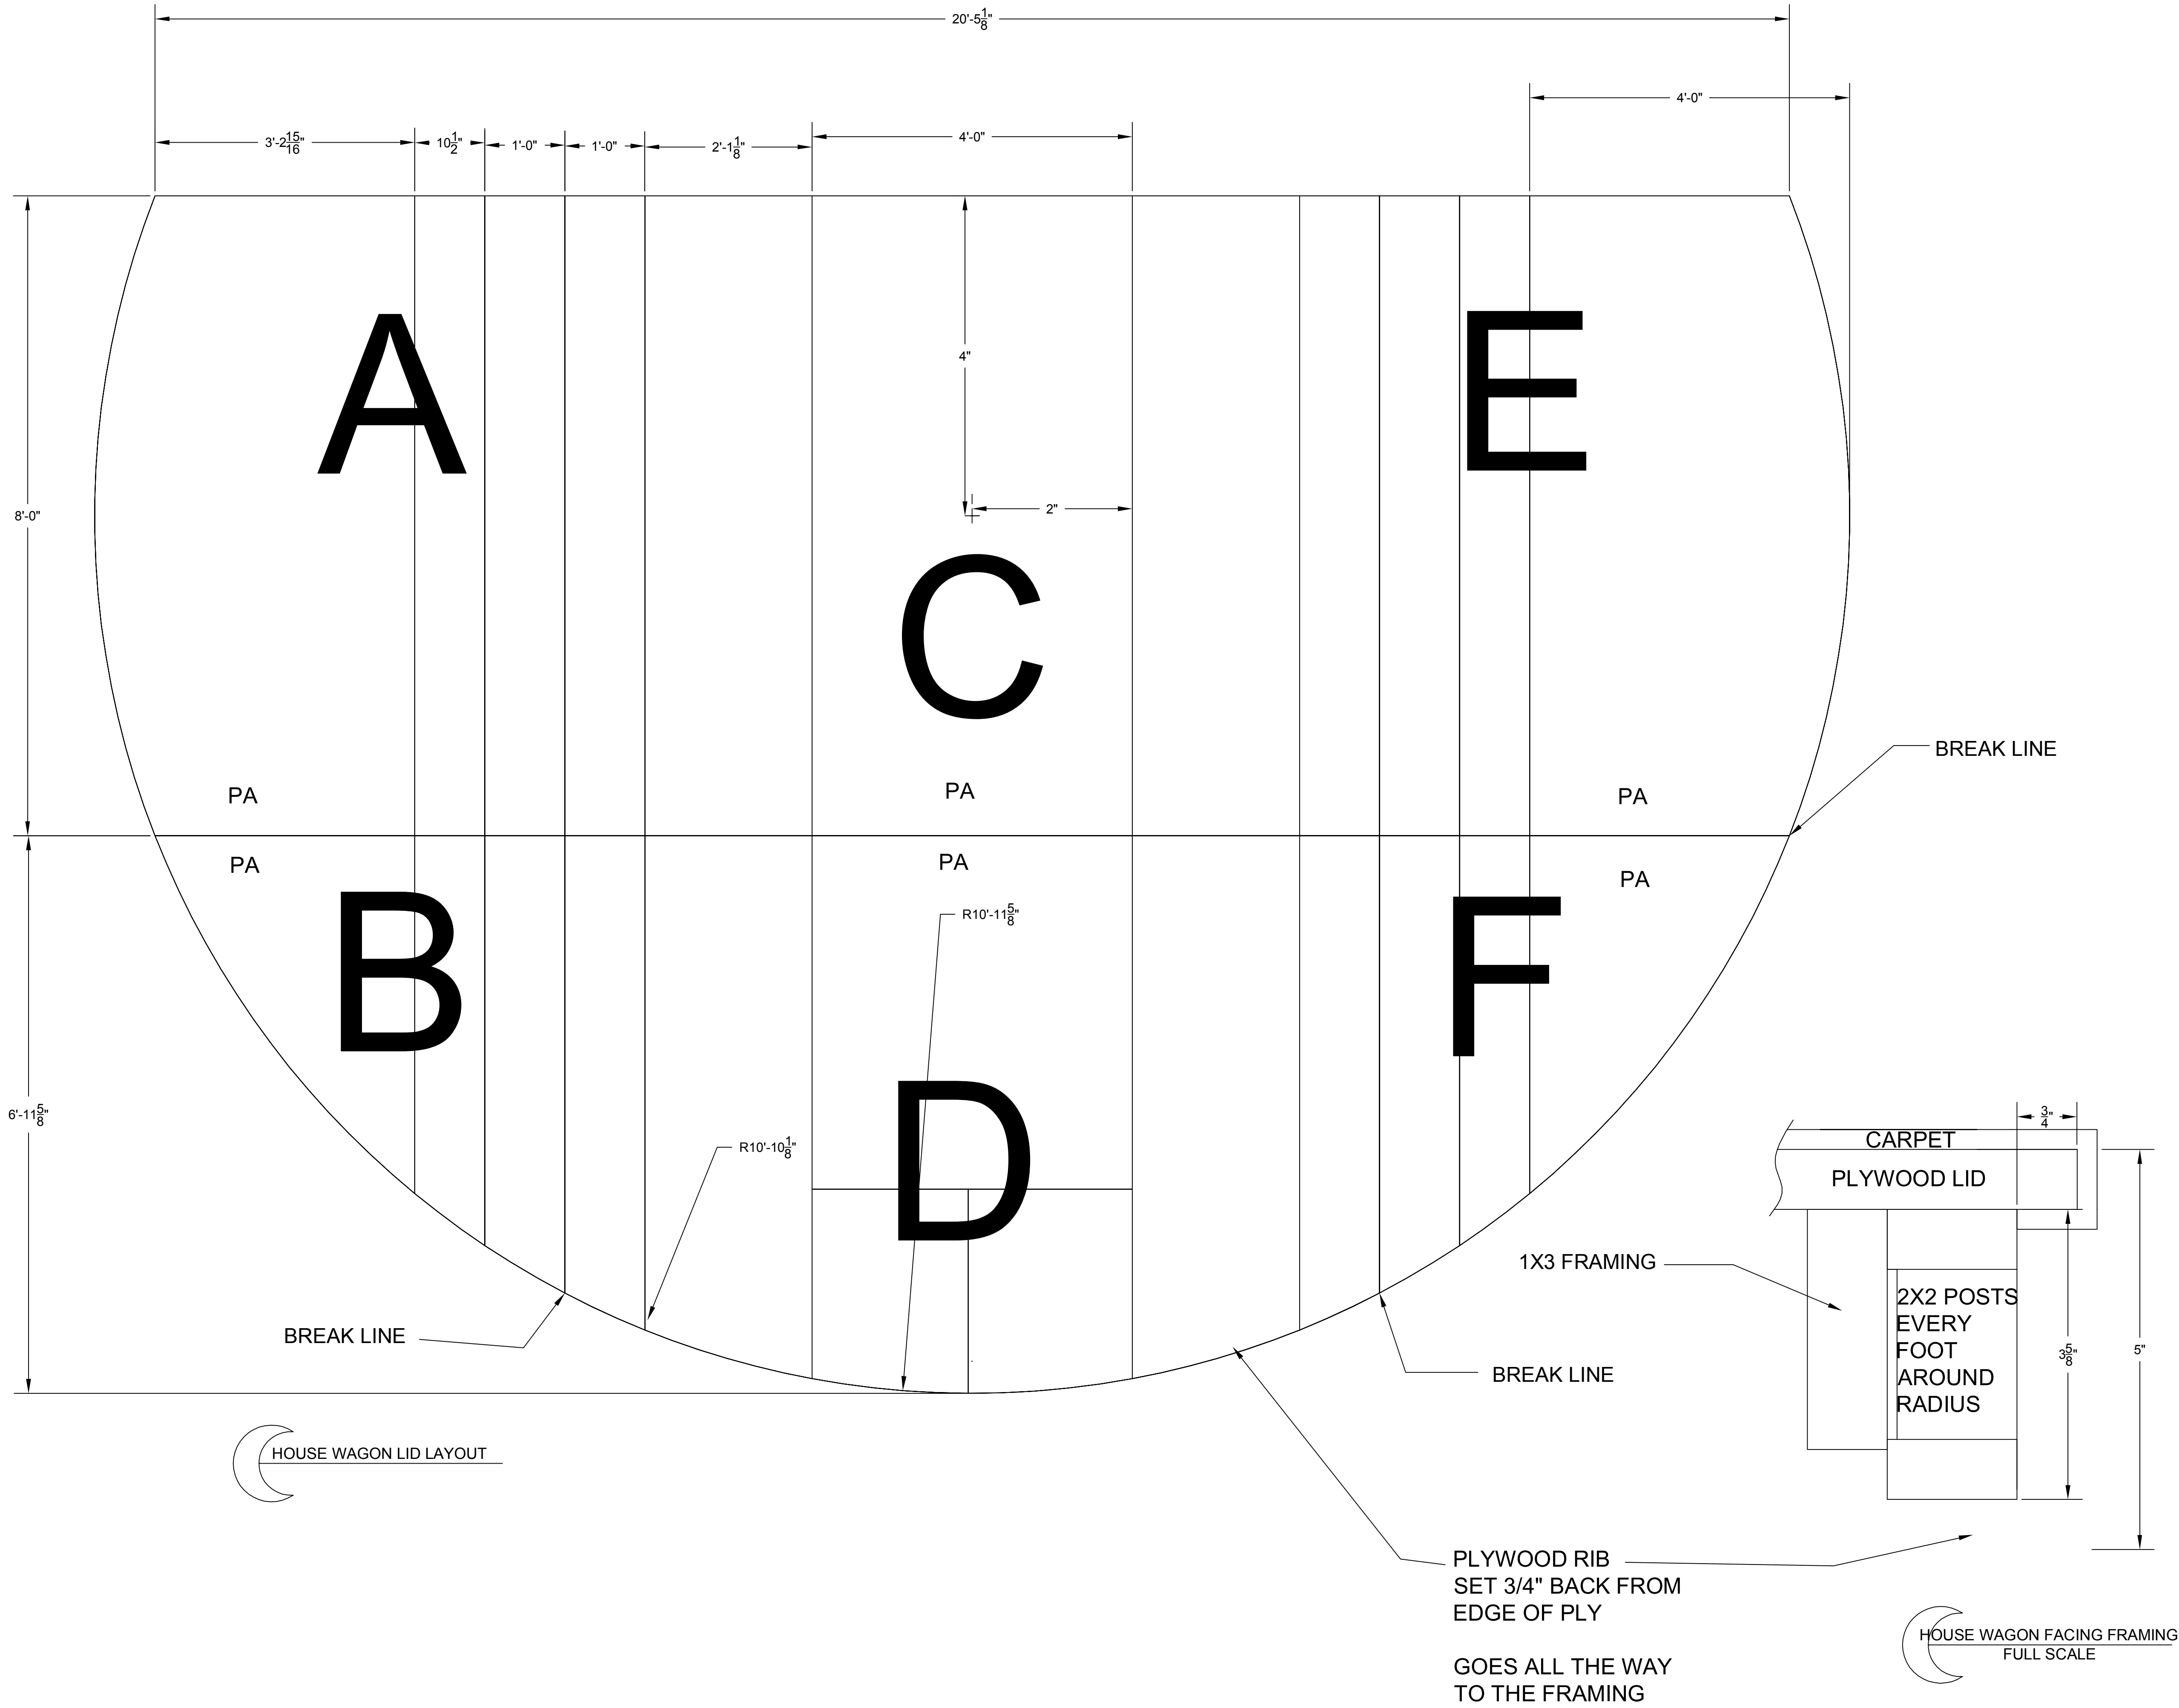 20'-5 1/8"
4'-0"
3'-2 15/16"
10 1/2"
1'-0"
1'-0"
2'-1 1/8"
4'-0"
A
E
4"
8'-0"
2"
C
BREAK LINE
PA
PA
PA
PA
PA
PA
B
R10'-11 5/8"
F
6'-11 5/8"
D
R10'-10 1/8"
3/4"
CARPET
PLYWOOD LID
1X3 FRAMING
2X2 POSTS
EVERY
FOOT
AROUND
RADIUS
3 5/8"
5"
BREAK LINE
BREAK LINE
HOUSE WAGON LID LAYOUT
PLYWOOD RIB
SET 3/4" BACK FROM
EDGE OF PLY
GOES ALL THE WAY
TO THE FRAMING
HOUSE WAGON FACING FRAMING
FULL SCALE